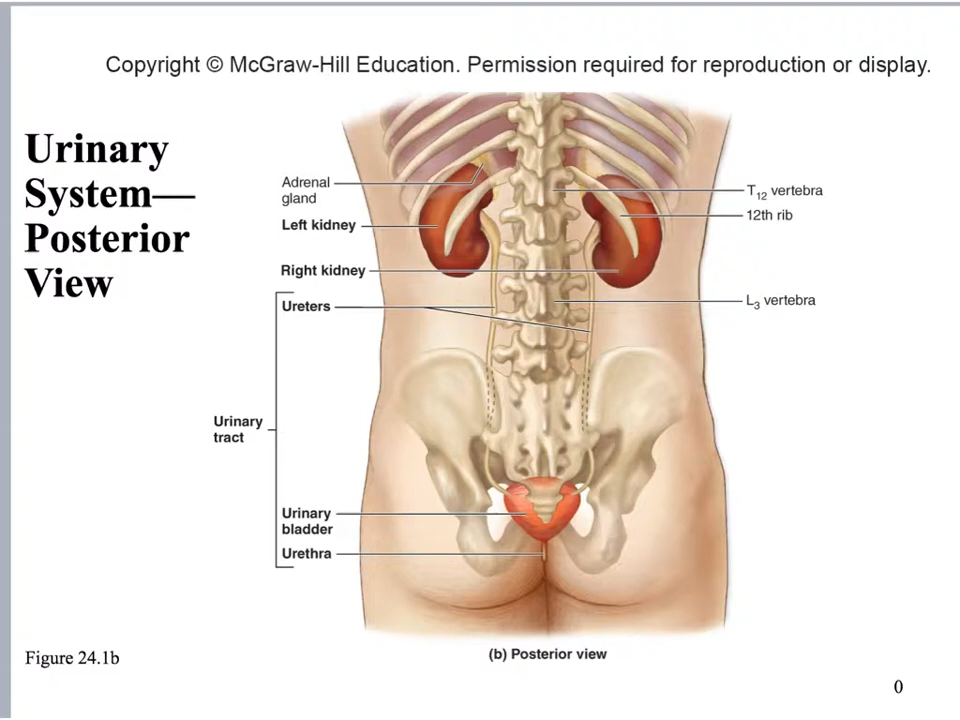 Copyright © McGraw-Hill Education. Permission required for reproduction or display.
Urinary
System—
Posterior
View
Adrenal
gland
Left kidney
Right kidney
Ureters
Urinary
tract
Urinary
bladder
Urethra
T12 vertebra
12th rib
L3 vertebra
(b) Posterior view
Figure 24.1b
0